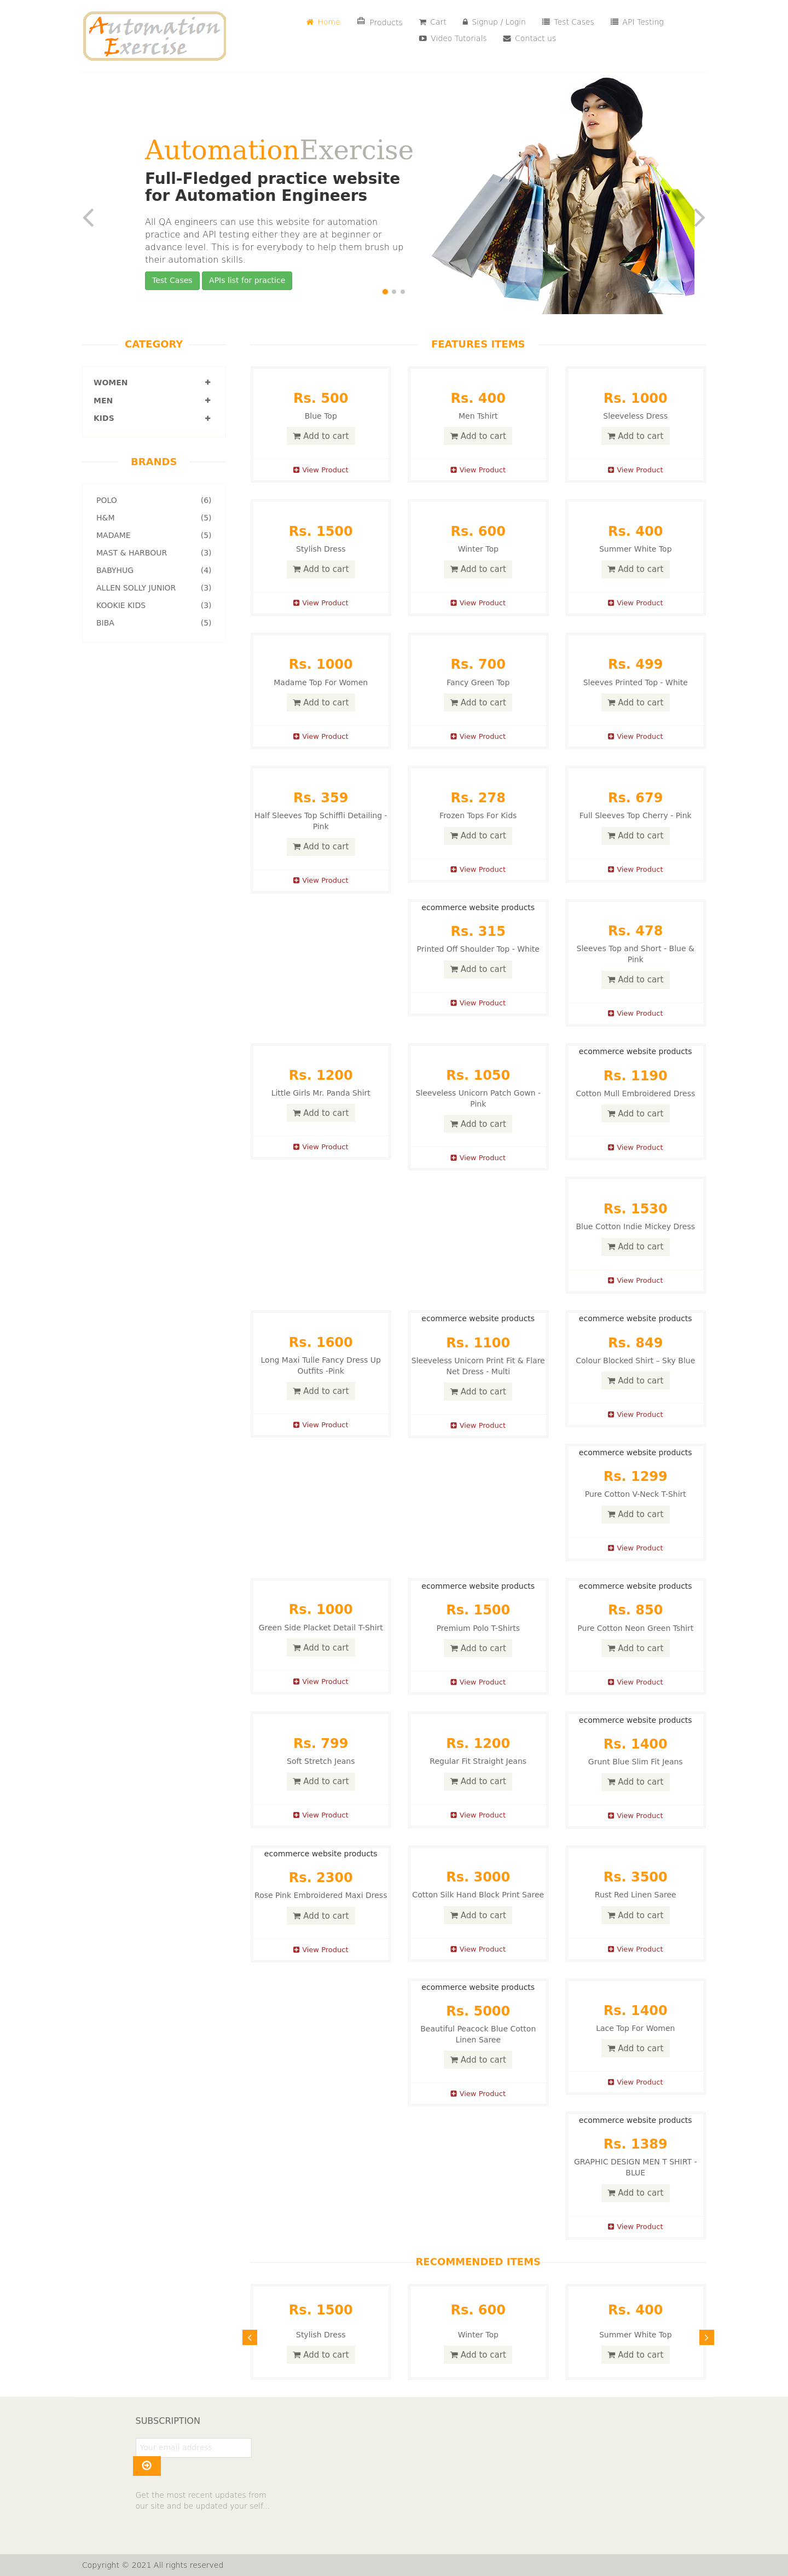 Automation
Exercise
Home
Products
Cart
Signup / Login
Test Cases
API Testing
Video Tutorials
Contact us
AutomationExercise
Full-Fledged practice website
for Automation Engineers
All QA engineers can use this website for automation
practice and API testing either they are at beginner or
advance level. This is for everybody to help them brush up
their automation skills.
Test Cases
APIs list for practice
CATEGORY
WOMEN
MEN
KIDS
BRANDS
POLO (6)
H&M (5)
MADAME (5)
MAST & HARBOUR (3)
BABYHUG (4)
ALLEN SOLLY JUNIOR (3)
KOOKIE KIDS (3)
BIBA (5)
FEATURES ITEMS
Rs. 500
Blue Top
Add to cart
View Product
Rs. 400
Men Tshirt
Add to cart
View Product
Rs. 1000
Sleeveless Dress
Add to cart
View Product
Rs. 1500
Stylish Dress
Add to cart
View Product
Rs. 600
Winter Top
Add to cart
View Product
Rs. 400
Summer White Top
Add to cart
View Product
Rs. 1000
Madame Top For Women
Add to cart
View Product
Rs. 700
Fancy Green Top
Add to cart
View Product
Rs. 499
Sleeves Printed Top - White
Add to cart
View Product
Rs. 359
Half Sleeves Top Schiffli Detailing -
Pink
Add to cart
View Product
Rs. 278
Frozen Tops For Kids
Add to cart
View Product
Rs. 679
Full Sleeves Top Cherry - Pink
Add to cart
View Product
ecommerce website products
Rs. 315
Printed Off Shoulder Top - White
Add to cart
View Product
Rs. 478
Sleeves Top and Short - Blue &
Pink
Add to cart
View Product
Rs. 1200
Little Girls Mr. Panda Shirt
Add to cart
View Product
Rs. 1050
Sleeveless Unicorn Patch Gown -
Pink
Add to cart
View Product
ecommerce website products
Rs. 1190
Cotton Mull Embroidered Dress
Add to cart
View Product
Rs. 1530
Blue Cotton Indie Mickey Dress
Add to cart
View Product
Rs. 1600
Long Maxi Tulle Fancy Dress Up
Outfits -Pink
Add to cart
View Product
ecommerce website products
Rs. 1100
Sleeveless Unicorn Print Fit & Flare
Net Dress - Multi
Add to cart
View Product
ecommerce website products
Rs. 849
Colour Blocked Shirt – Sky Blue
Add to cart
View Product
ecommerce website products
Rs. 1299
Pure Cotton V-Neck T-Shirt
Add to cart
View Product
Rs. 1000
Green Side Placket Detail T-Shirt
Add to cart
View Product
ecommerce website products
Rs. 1500
Premium Polo T-Shirts
Add to cart
View Product
ecommerce website products
Rs. 850
Pure Cotton Neon Green Tshirt
Add to cart
View Product
Rs. 799
Soft Stretch Jeans
Add to cart
View Product
Rs. 1200
Regular Fit Straight Jeans
Add to cart
View Product
ecommerce website products
Rs. 1400
Grunt Blue Slim Fit Jeans
Add to cart
View Product
ecommerce website products
Rs. 2300
Rose Pink Embroidered Maxi Dress
Add to cart
View Product
Rs. 3000
Cotton Silk Hand Block Print Saree
Add to cart
View Product
Rs. 3500
Rust Red Linen Saree
Add to cart
View Product
ecommerce website products
Rs. 5000
Beautiful Peacock Blue Cotton
Linen Saree
Add to cart
View Product
Rs. 1400
Lace Top For Women
Add to cart
View Product
ecommerce website products
Rs. 1389
GRAPHIC DESIGN MEN T SHIRT -
BLUE
Add to cart
View Product
RECOMMENDED ITEMS
Rs. 1500
Stylish Dress
Add to cart
Rs. 600
Winter Top
Add to cart
Rs. 400
Summer White Top
Add to cart
SUBSCRIPTION
Your email address
Get the most recent updates from
our site and be updated your self...
Copyright © 2021 All rights reserved